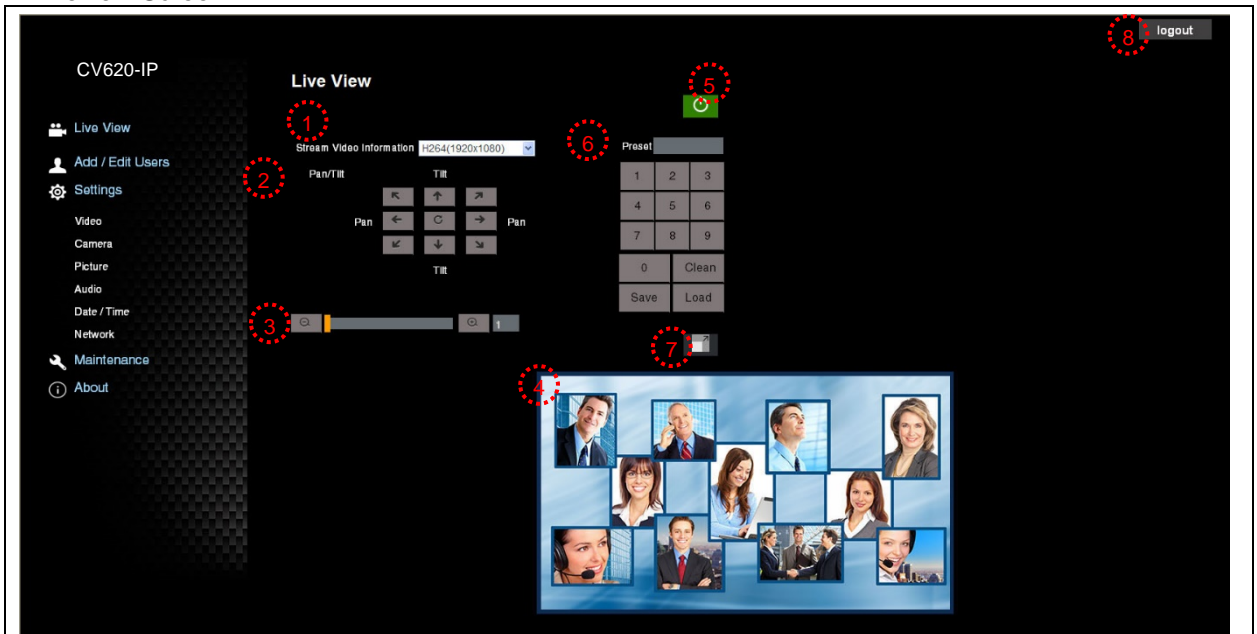 8 logout
CV620-IP
Live View
Add / Edit Users
Settings
Video
Camera
Picture
Audio
Date / Time
Network
Maintenance
About
Live View
5
1
Stream Video Information H264(1920x1080)
2 Pan/Tilt Tilt
Pan Pan
Tilt
3 1
6 Preset
1 2 3
4 5 6
7 8 9
0 Clean
Save Load
7
4